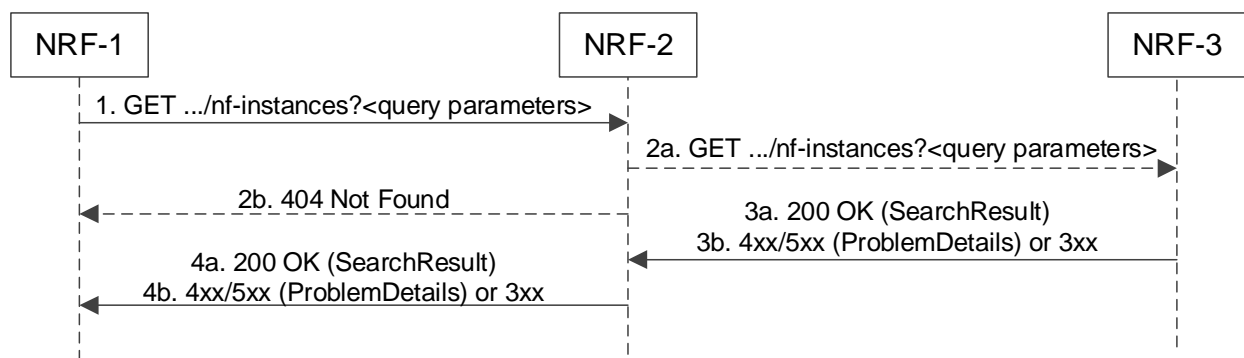 NRF-1
NRF-2
NRF-3
1. GET .../nf-instances?<query parameters>
2a. GET .../nf-instances?<query parameters>
2b. 404 Not Found
3a. 200 OK (SearchResult)
3b. 4xx/5xx (ProblemDetails) or 3xx
4a. 200 OK (SearchResult)
4b. 4xx/5xx (ProblemDetails) or 3xx